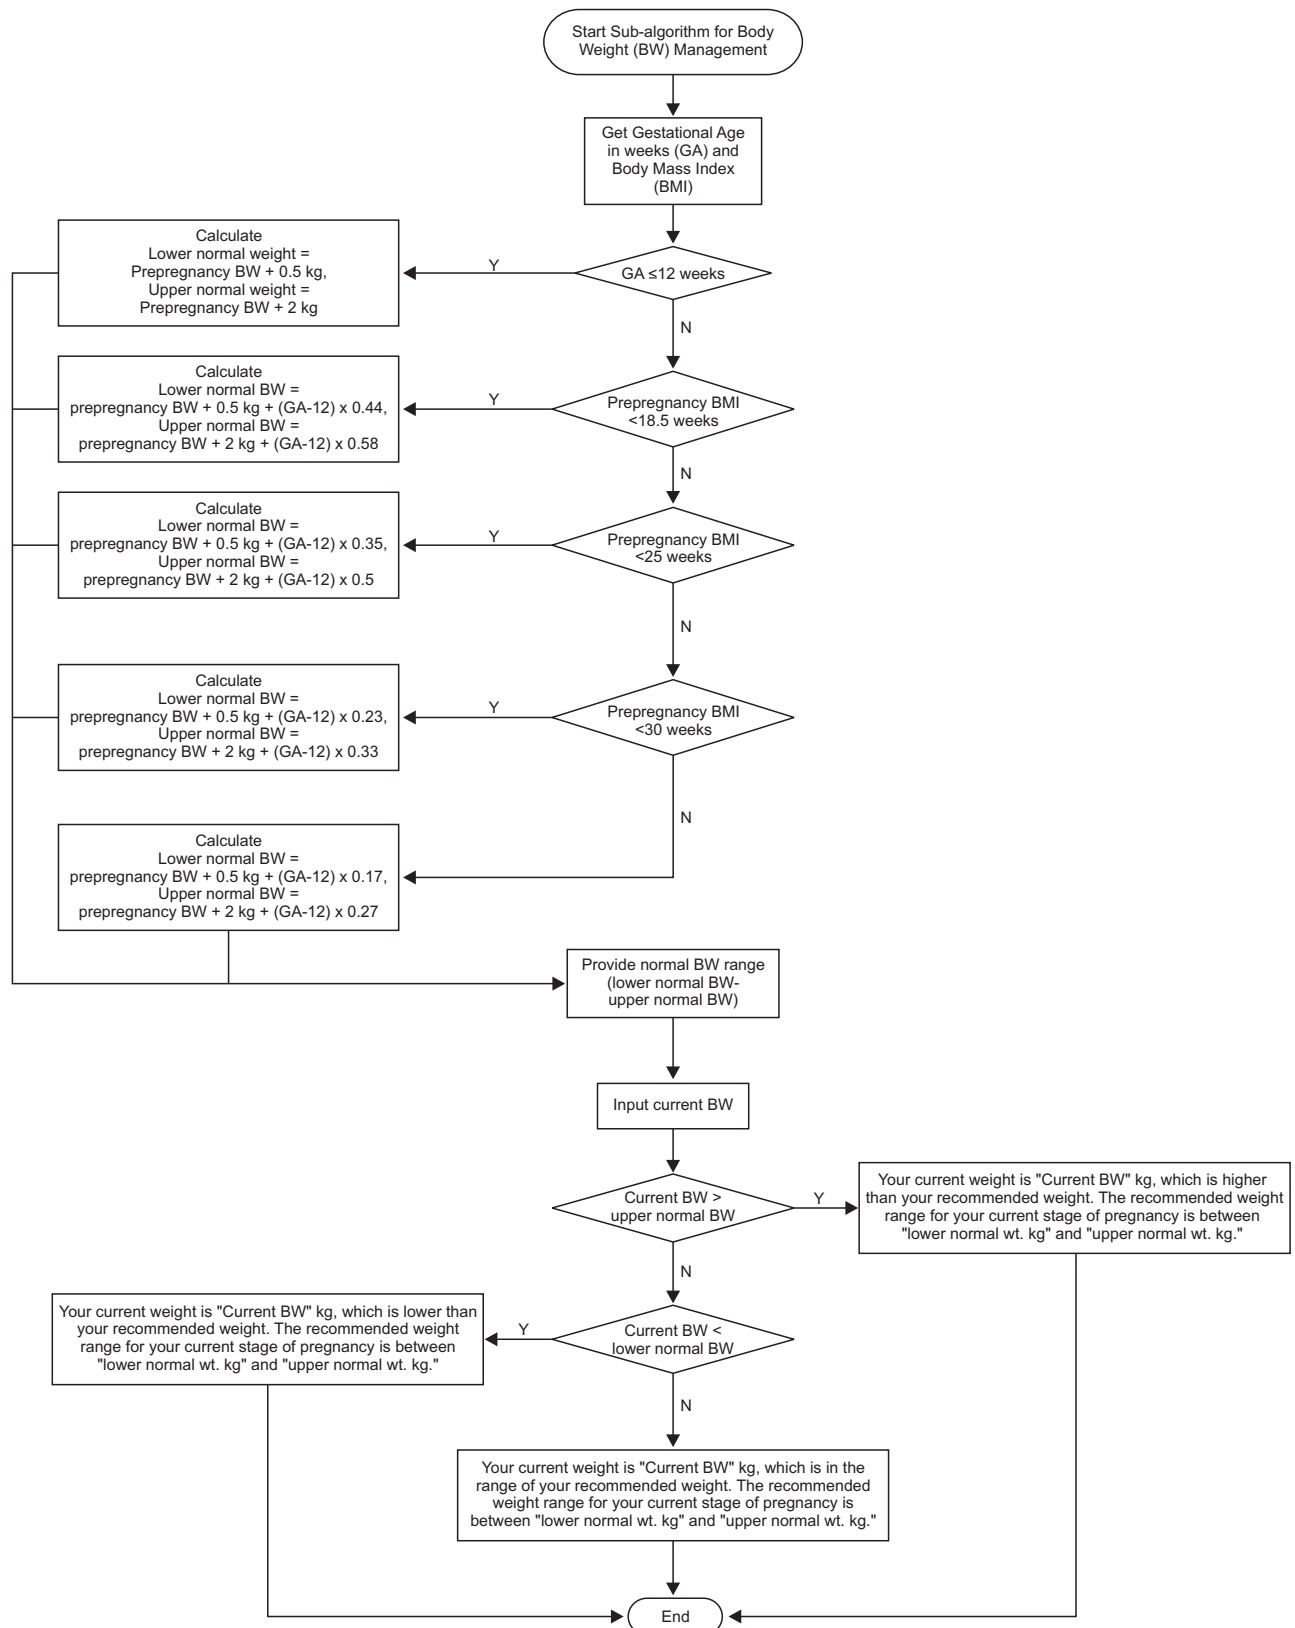 Start Sub-algorithm for Body
Weight (BW) Management
Get Gestational Age
in weeks (GA) and
Body Mass Index
(BMI)
GA ≤12 weeks
Y
Calculate
Lower normal weight =
Prepregnancy BW + 0.5 kg,
Upper normal weight =
Prepregnancy BW + 2 kg
N
Prepregnancy BMI
<18.5 weeks
Y
Calculate
Lower normal BW =
prepregnancy BW + 0.5 kg + (GA-12) x 0.44,
Upper normal BW =
prepregnancy BW + 2 kg + (GA-12) x 0.58
N
Prepregnancy BMI
<25 weeks
Y
Calculate
Lower normal BW =
prepregnancy BW + 0.5 kg + (GA-12) x 0.35,
Upper normal BW =
prepregnancy BW + 2 kg + (GA-12) x 0.5
N
Prepregnancy BMI
<30 weeks
Y
Calculate
Lower normal BW =
prepregnancy BW + 0.5 kg + (GA-12) x 0.23,
Upper normal BW =
prepregnancy BW + 2 kg + (GA-12) x 0.33
N
Calculate
Lower normal BW =
prepregnancy BW + 0.5 kg + (GA-12) x 0.17,
Upper normal BW =
prepregnancy BW + 2 kg + (GA-12) x 0.27
Provide normal BW range
(lower normal BW-
upper normal BW)
Input current BW
Current BW >
upper normal BW
Y
Your current weight is "Current BW" kg, which is higher
than your recommended weight. The recommended weight
range for your current stage of pregnancy is between
"lower normal wt. kg" and "upper normal wt. kg."
N
Current BW <
lower normal BW
Y
Your current weight is "Current BW" kg, which is lower than
your recommended weight. The recommended weight
range for your current stage of pregnancy is between
"lower normal wt. kg" and "upper normal wt. kg."
N
Your current weight is "Current BW" kg, which is in the
range of your recommended weight. The recommended
weight range for your current stage of pregnancy is
between "lower normal wt. kg" and "upper normal wt. kg."
End